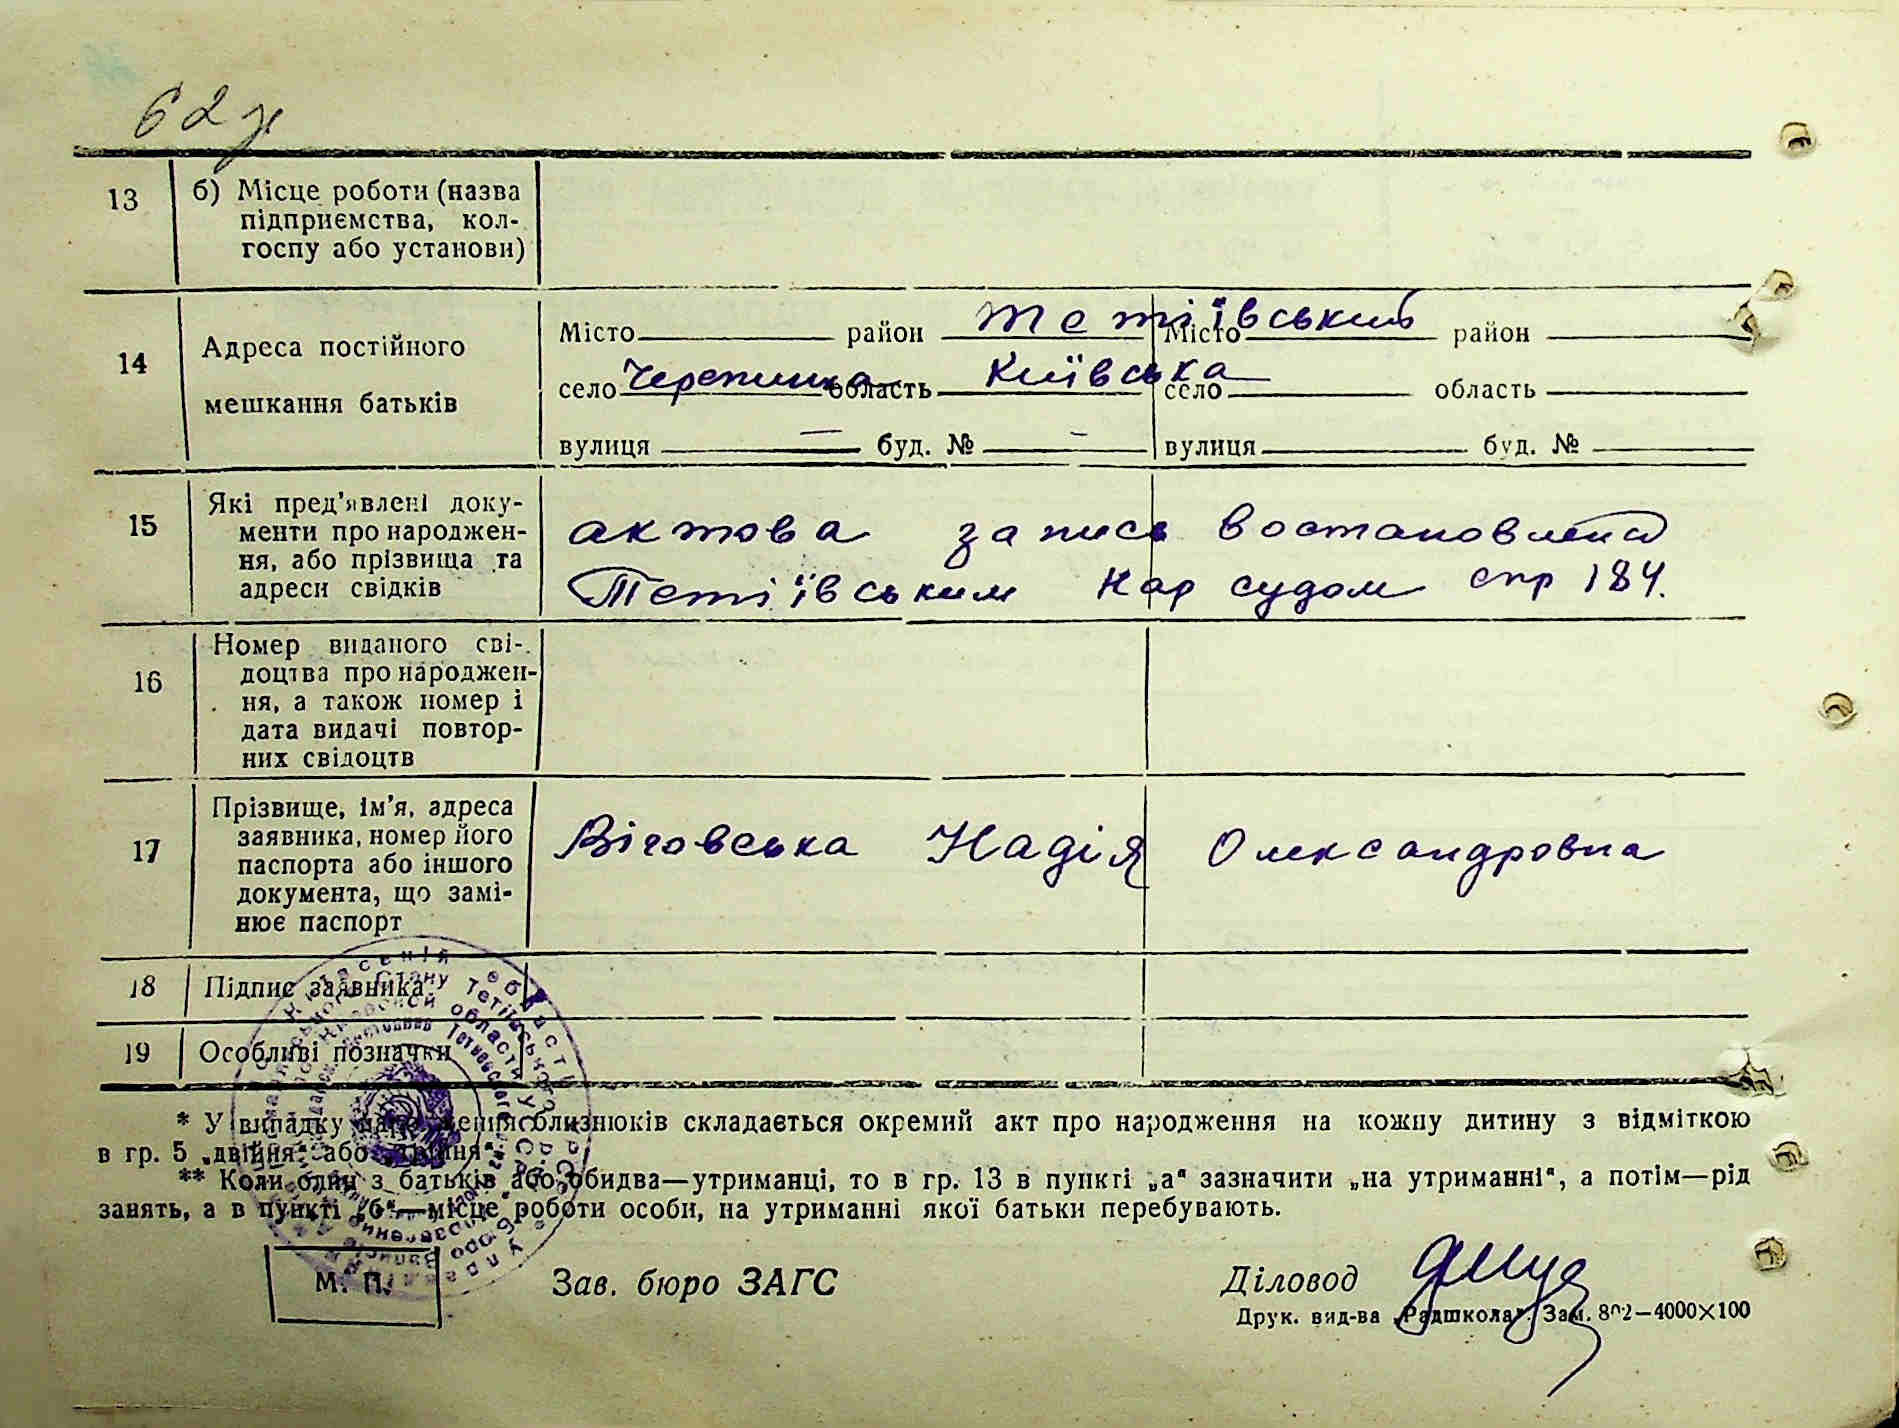 62
13 б) Місце роботи (назва
підприємства, кол-
госпу або установи)
14 Адреса постійного
мешкання батьків
Місто район Тетіївський Місто район
село Черепинка область Київська село область
вулиця — буд. № — вулиця буд. №
15 Які пред'явлені доку-
менти про народжен-
ня, або прізвища та
адреси свідків
актова запись востановлена
Тетіївським Нар судом спр 184.
16 Номер виданого сві-
доцтва про народжен-
ня, а також номер і
дата видачі повтор-
них свідоцтв
17 Прізвище, ім'я, адреса
заявника, номер його
паспорта або іншого
документа, що замі-
нює паспорт
Віговська Надія Олександровна
18 Підпис заявника
19 Особливі позначки
* У випадку народження близнюків складається окремий акт про народження на кожну дитину з відміткою
в гр. 5 „двійня“ або „трійня“.
** Коли один з батьків або обидва—утриманці, то в гр. 13 в пункті „а“ зазначити „на утриманні“, а потім—рід
занять, а в пункті „б“—місце роботи особи, на утриманні якої батьки перебувають.
М. П.
Зав. бюро ЗАГС
Діловод
Друк. вид-ва „Радшкола“. Зам. 802—4000×100